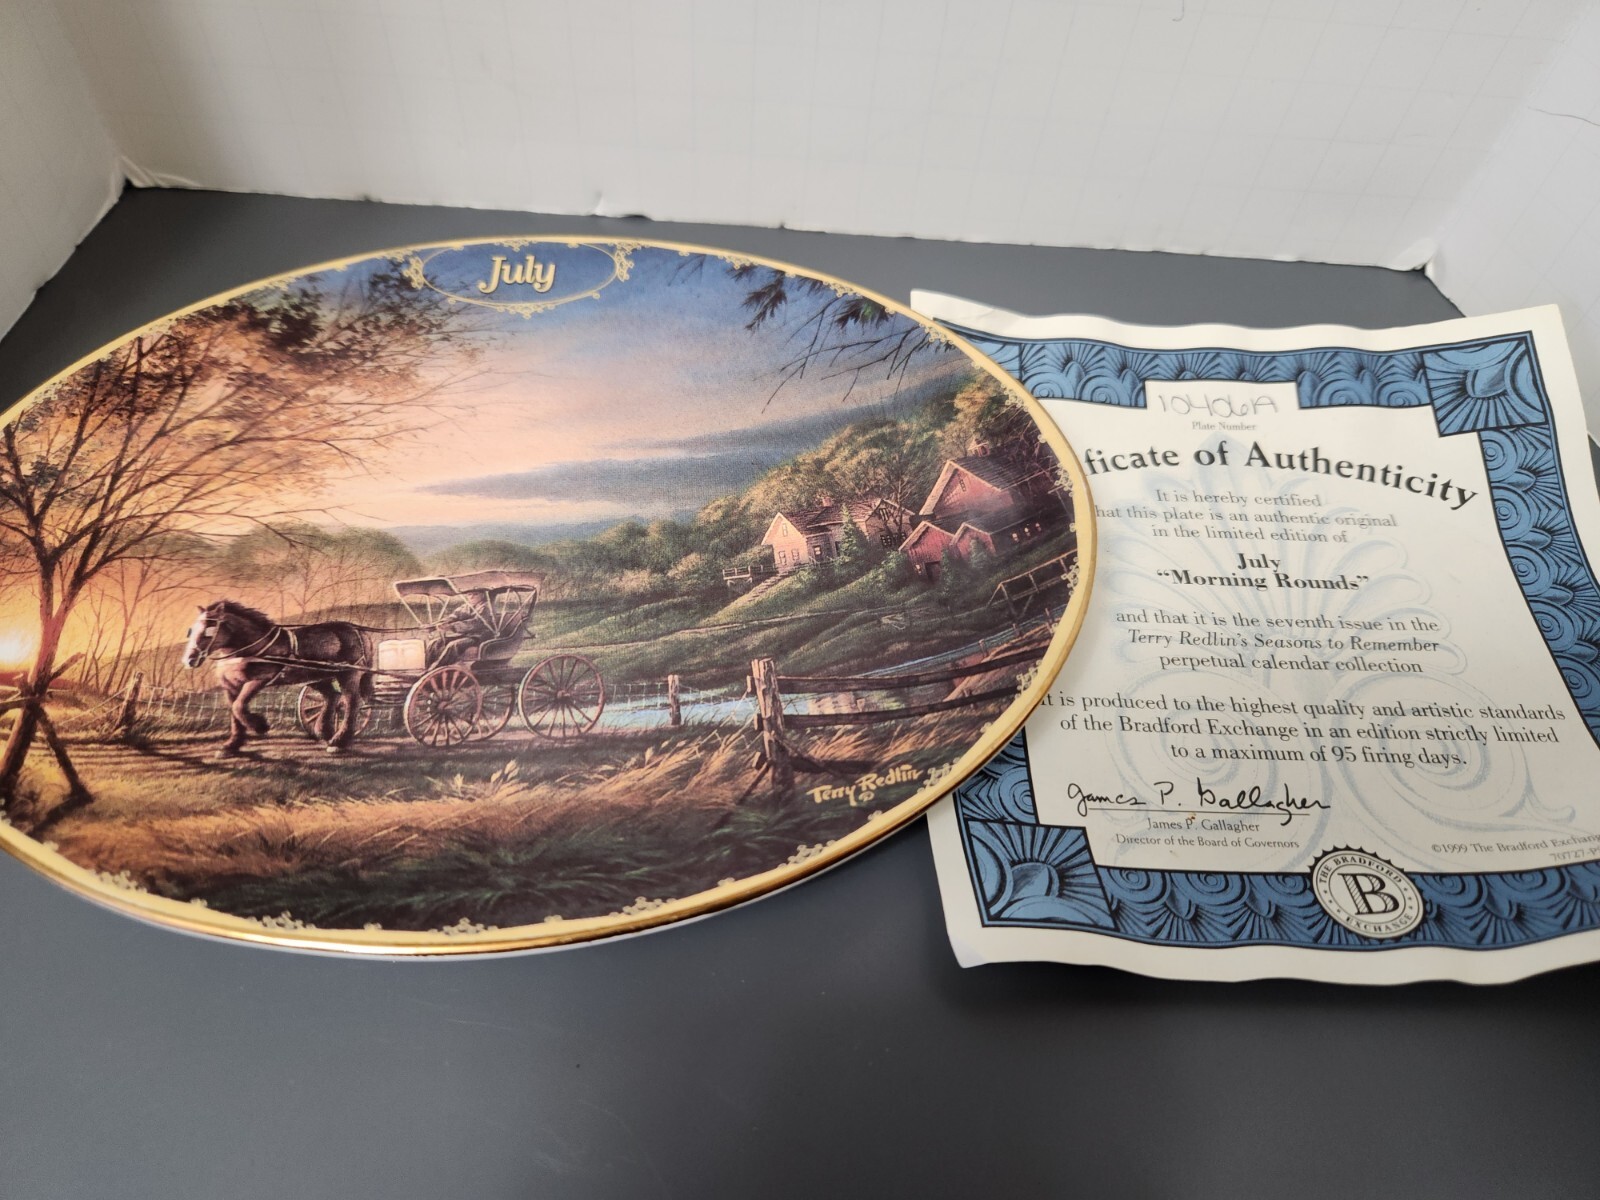 July
Terry Redlin
10406A
Plate Number
ficate of Authenticity
It is hereby certified
hat this plate is an authentic original
in the limited edition of
July
“Morning Rounds”
and that it is the seventh issue in the
Terry Redlin's Seasons to Remember
perpetual calendar collection
It is produced to the highest quality and artistic standards
of the Bradford Exchange in an edition strictly limited
to a maximum of 95 firing days.
James P. Gallagher
James P. Gallagher
Director of the Board of Governors
©1999 The Bradford Exchange
THE BRADFORD
B
EXCHANGE